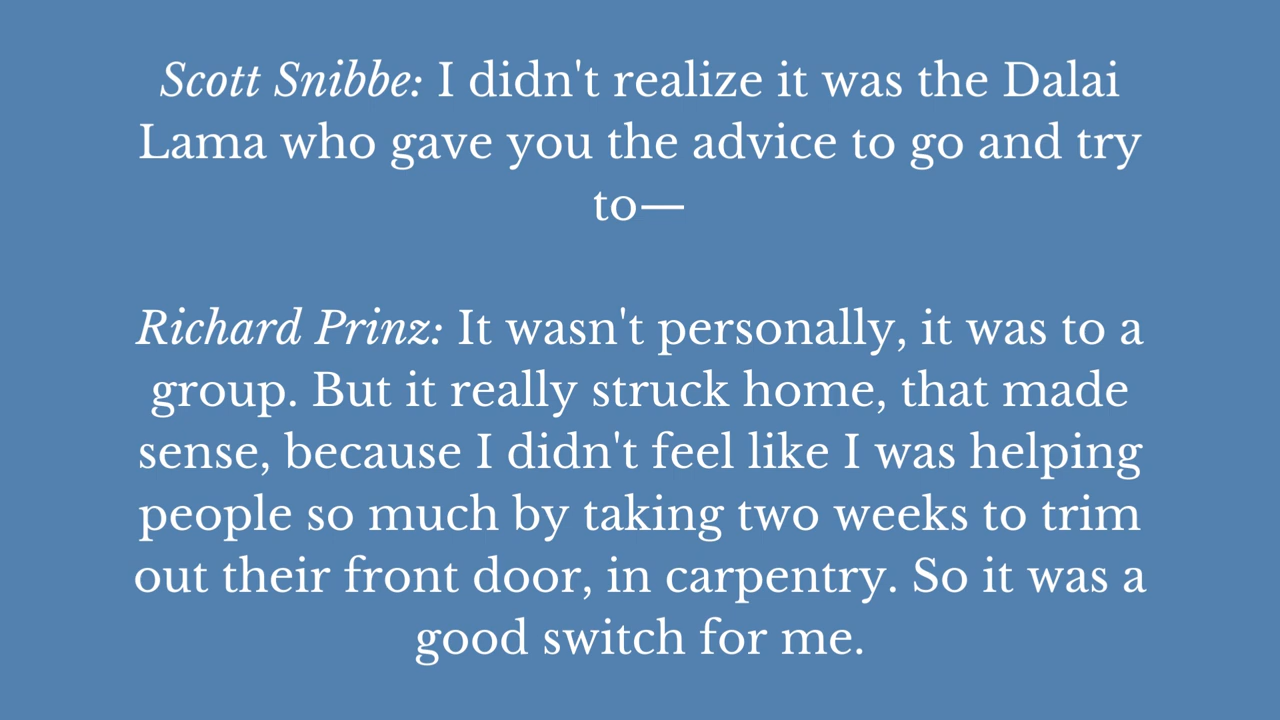 Scott Snibbe: I didn't realize it was the Dalai
Lama who gave you the advice to go and try
to—
Richard Prinz: It wasn't personally, it was to a
group. But it really struck home, that made
sense, because I didn't feel like I was helping
people so much by taking two weeks to trim
out their front door, in carpentry. So it was a
good switch for me.